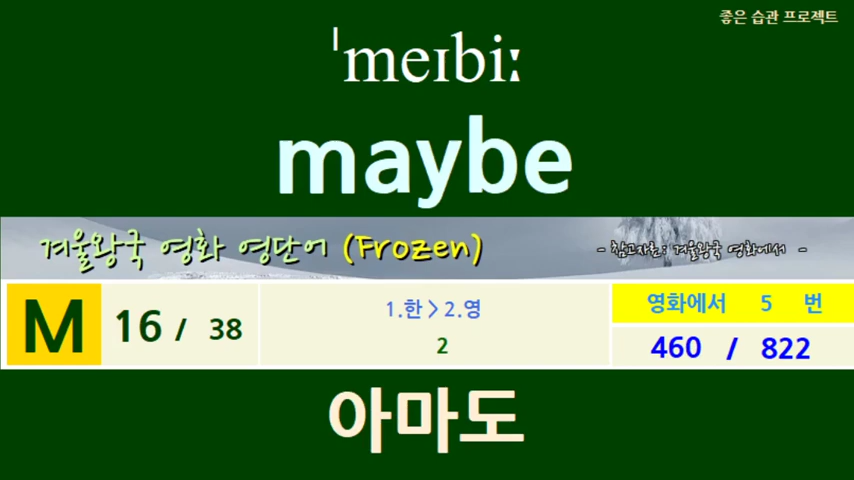 좋은 습관 프로젝트
ˈmeɪbiː
maybe
겨울왕국 영화 영단어 (Frozen)
- 참고자료: 겨울왕국 영화에서 -
M 16 / 38
1.한 > 2.영
2
영화에서 5 번
460 / 822
아마도